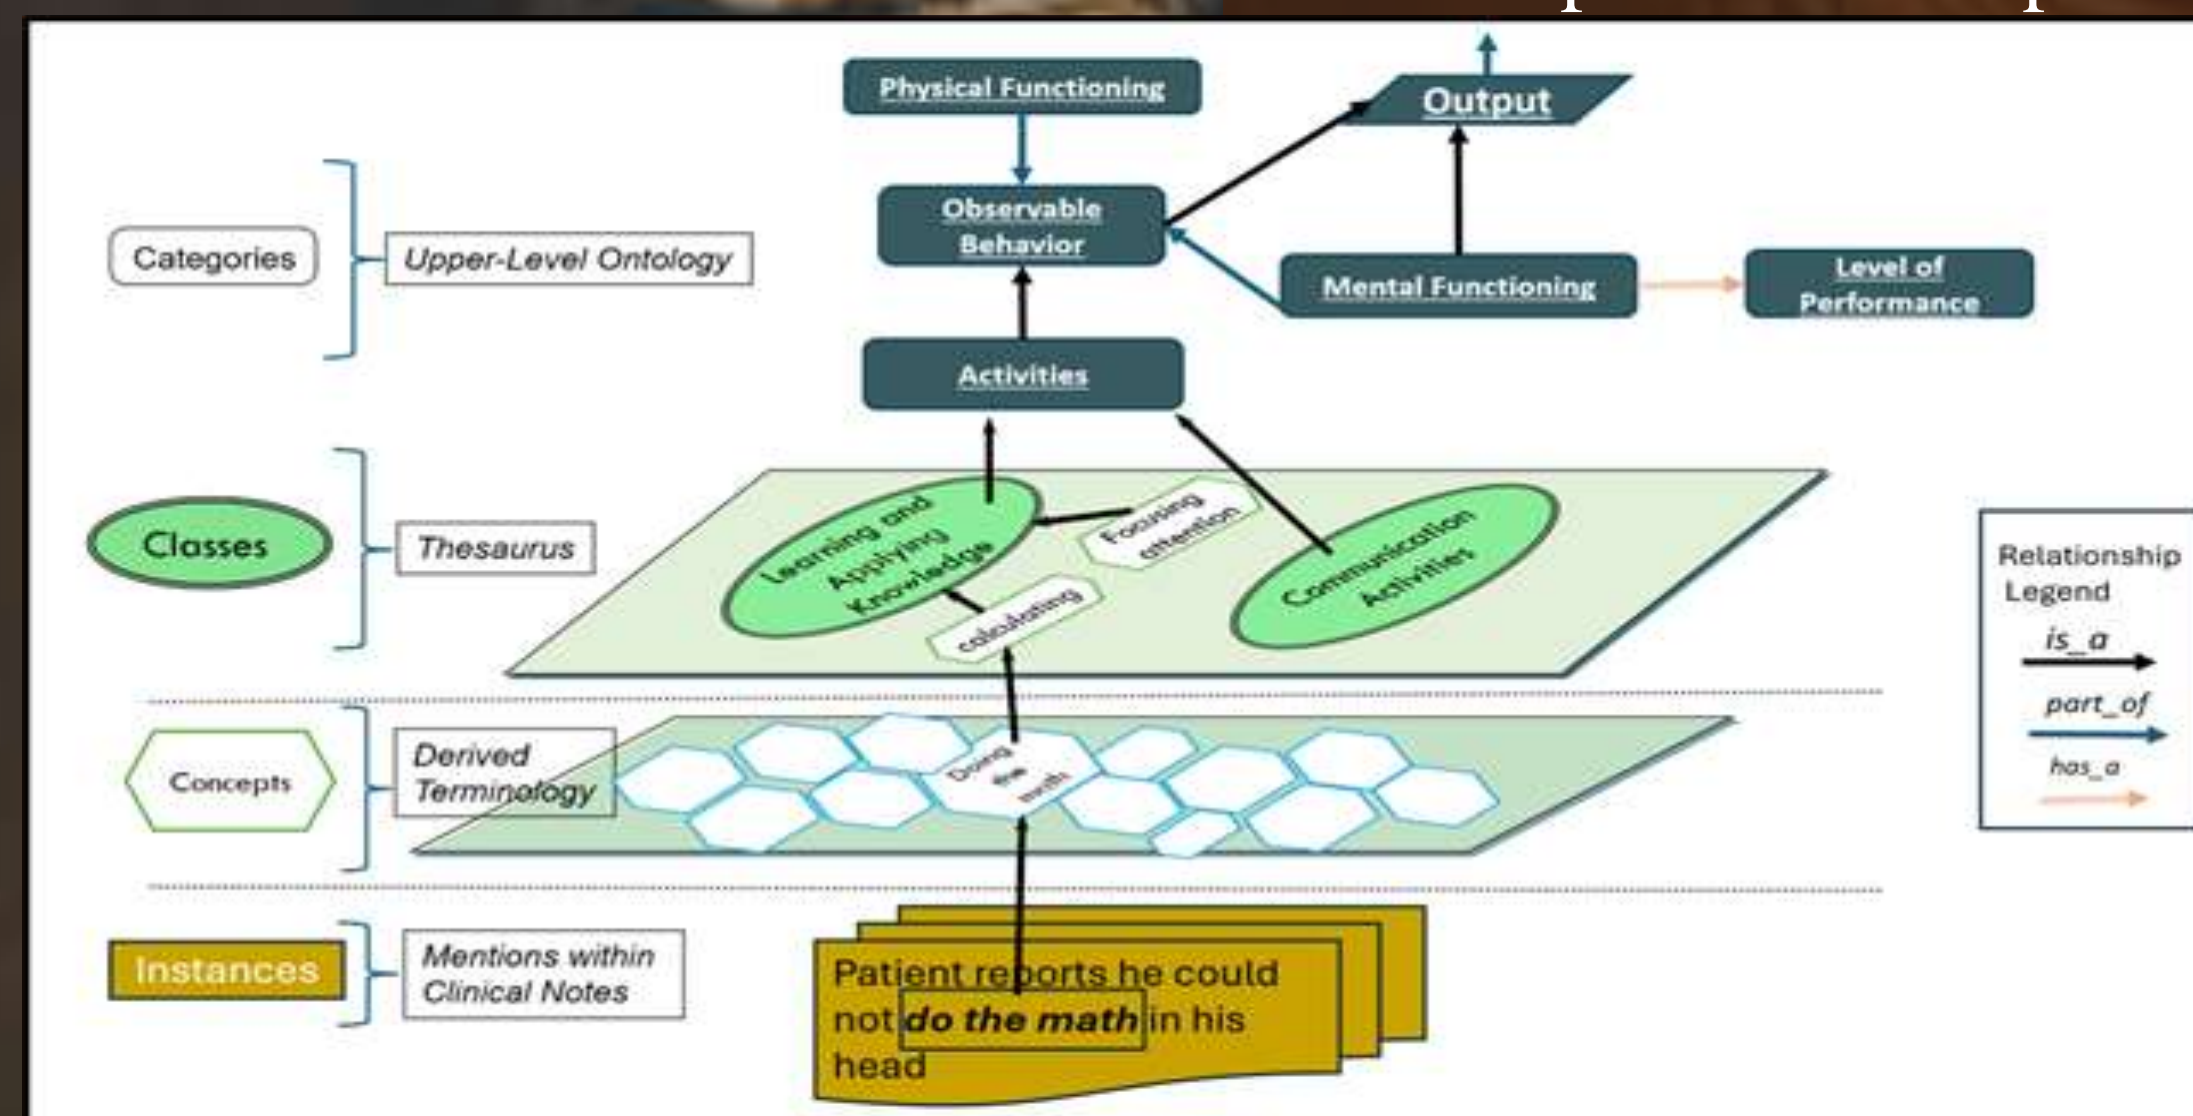 Physical Functioning
Output
Observable
Behavior
Categories
Upper-Level Ontology
Mental Functioning
Level of
Performance
Activities
Classes
Thesaurus
Learning and
Applying
Knowledge
Focusing
attention
calculating
Communication
Activities
Relationship
Legend
is_a
part_of
has_a
Concepts
Derived
Terminology
Doing
the
math
Instances
Mentions within
Clinical Notes
Patient reports he could
not do the math in his
head